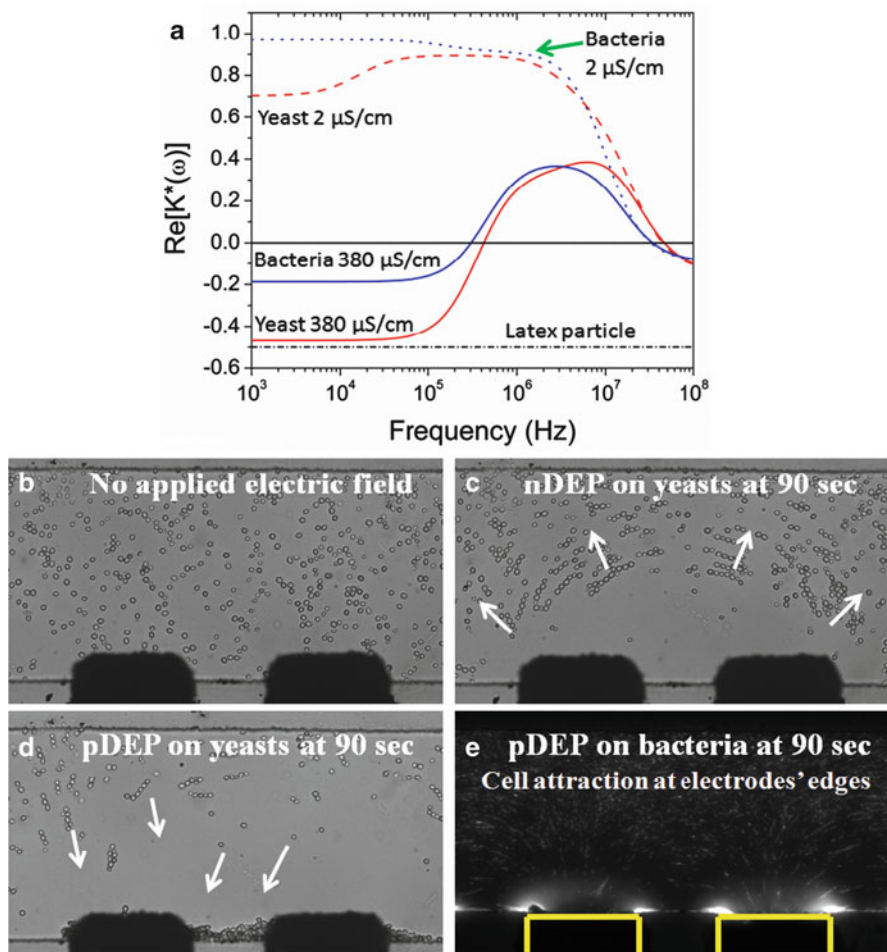 a
1.0
0.8
0.6
0.4
0.2
0.0
-0.2
-0.4
-0.6
Re[K*(ω)]
Bacteria
2 µS/cm
Yeast 2 µS/cm
Bacteria 380 µS/cm
Yeast 380 µS/cm
Latex particle
10³ 10⁴ 10⁵ 10⁶ 10⁷ 10⁸
Frequency (Hz)
b No applied electric field
c nDEP on yeasts at 90 sec
d pDEP on yeasts at 90 sec
e pDEP on bacteria at 90 sec
Cell attraction at electrodes' edges